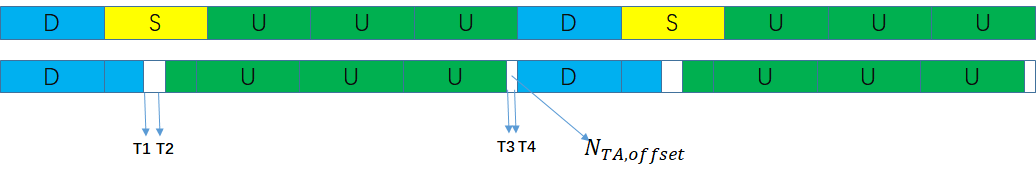 D S U U U D S U U U
D U U U D U U U
T1 T2 T3 T4 N_{TA,offset}